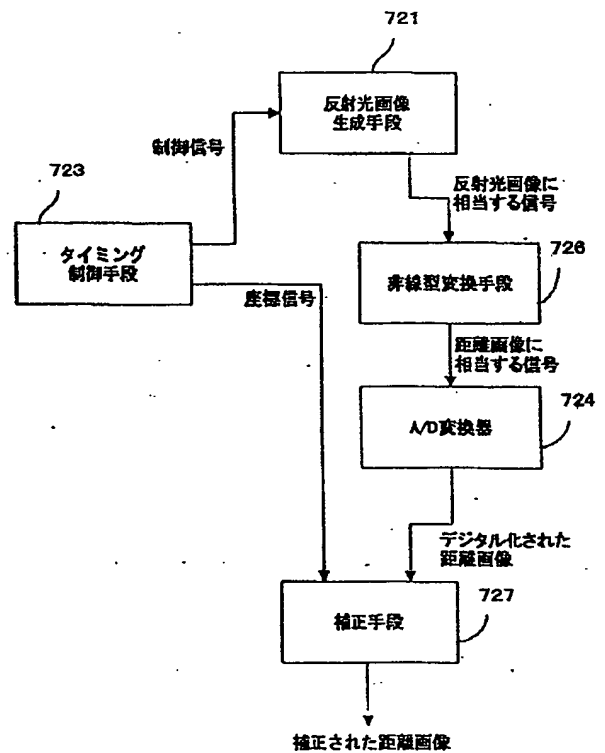 721
反射光画像
生成手段
制御信号
723
反射光画像に
相当する信号
タイミング
制御手段
726
非線型変換手段
座標信号
距離画像に
相当する信号
724
A/D変換器
デジタル化された
距離画像
727
補正手段
補正された距離画像